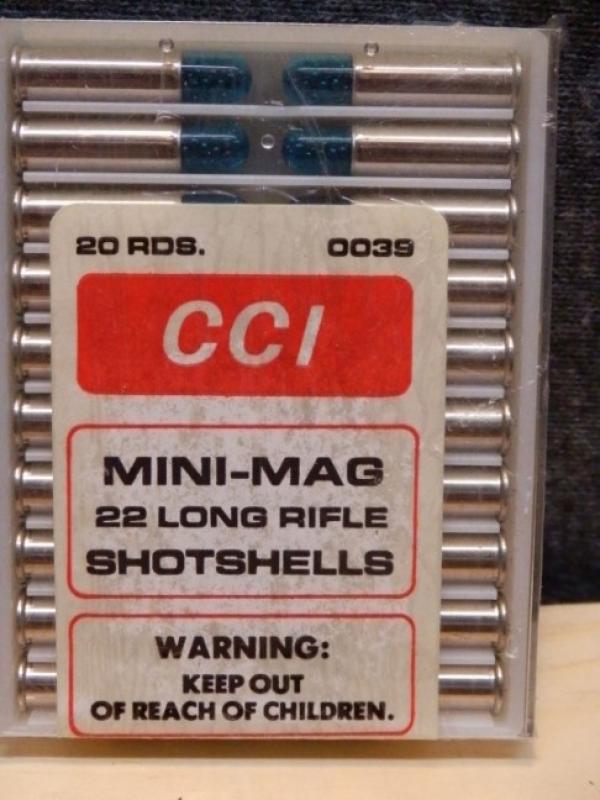 20 RDS. 0039
CCI
MINI-MAG
22 LONG RIFLE
SHOTSHELLS
WARNING:
KEEP OUT
OF REACH OF CHILDREN.